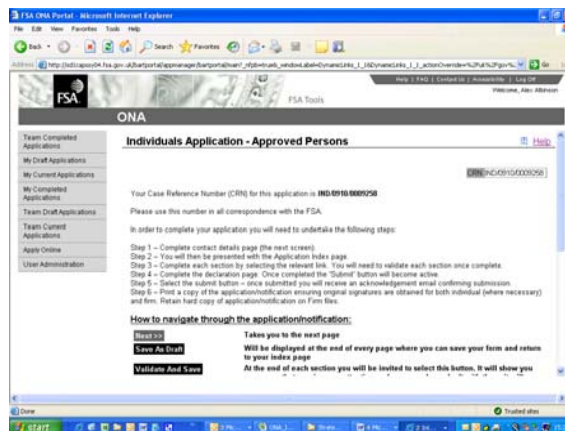 FSA ONA Portal - Microsoft Internet Explorer
File Edit View Favorites Tools Help
Back Search Favorites
Address Go
Help | FAQ | Contact Us | Accessibility | Log Off
Welcome, Alex Atkinson
FSA
FSA Tools
ONA
Team Completed
Applications
My Draft Applications
My Current Applications
My Completed
Applications
Team Draft Applications
Team Current
Applications
Apply Online
User Administration
Individuals Application - Approved Persons
Help
CRN IND/0910/0009258
Your Case Reference Number (CRN) for this application is IND/0910/0009258
Please use this number in all correspondence with the FSA.
In order to complete your application you will need to undertake the following steps:
Step 1 – Complete contact details page (the next screen).
Step 2 – You will then be presented with the Application Index page.
Step 3 – Complete each section by selecting the relevant link. You will need to validate each section once complete.
Step 4 – Complete the declaration page. Once completed the "Submit" button will become active.
Step 5 – Select the submit button – once submitted you will receive an acknowledgement email confirming submission.
Step 6 – Print a copy of the application/notification ensuring original signatures are obtained for both individual (where necessary)
and firm. Retain hard copy of application/notification on Firm files.
How to navigate through the application/notification:
Next >> Takes you to the next page
Save As Draft Will be displayed at the end of every page where you can save your form and return
to your index page
Validate And Save At the end of each section you will be invited to select this button. It will show you
Done Trusted sites
start